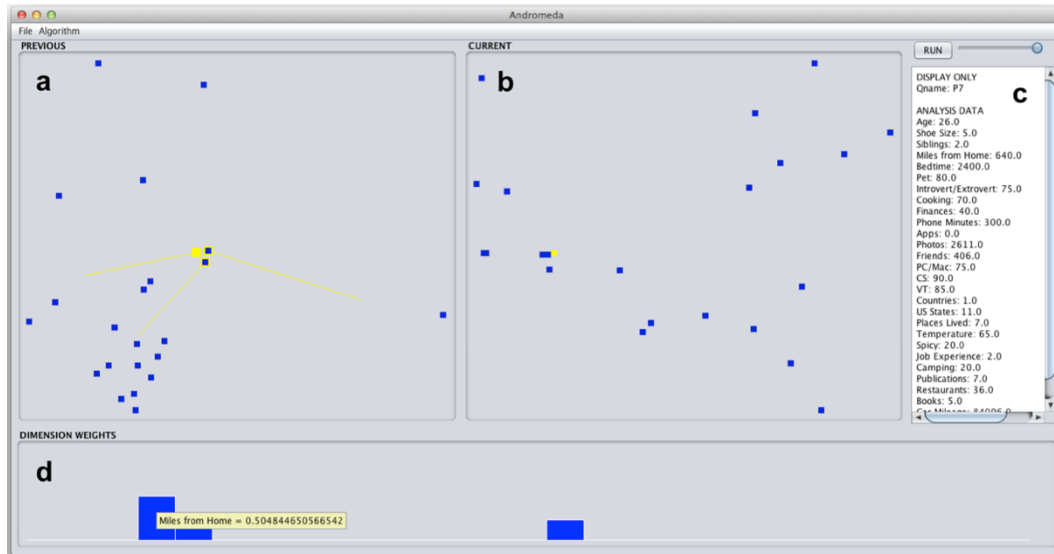 Andromeda
File Algorithm
PREVIOUS
CURRENT
RUN
a
b
c
DISPLAY ONLY
Qname: P7
ANALYSIS DATA
Age: 26.0
Shoe Size: 5.0
Siblings: 2.0
Miles from Home: 640.0
Bedtime: 2400.0
Pet: 80.0
Introvert/Extrovert: 75.0
Cooking: 70.0
Finances: 40.0
Phone Minutes: 300.0
Apps: 0.0
Photos: 2611.0
Friends: 406.0
PC/Mac: 75.0
CS: 90.0
VT: 85.0
Countries: 1.0
US States: 11.0
Places Lived: 7.0
Temperature: 65.0
Spicy: 20.0
Job Experience: 2.0
Camping: 20.0
Publications: 7.0
Restaurants: 36.0
Books: 5.0
DIMENSION WEIGHTS
d
Miles from Home = 0.504844650566542